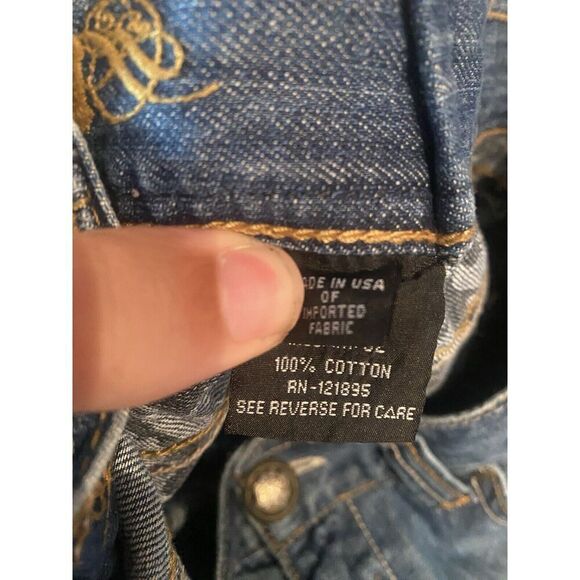 ADE IN USA
OF
IMPORTED
FABRIC
100% COTTON
RN-121895
SEE REVERSE FOR CARE